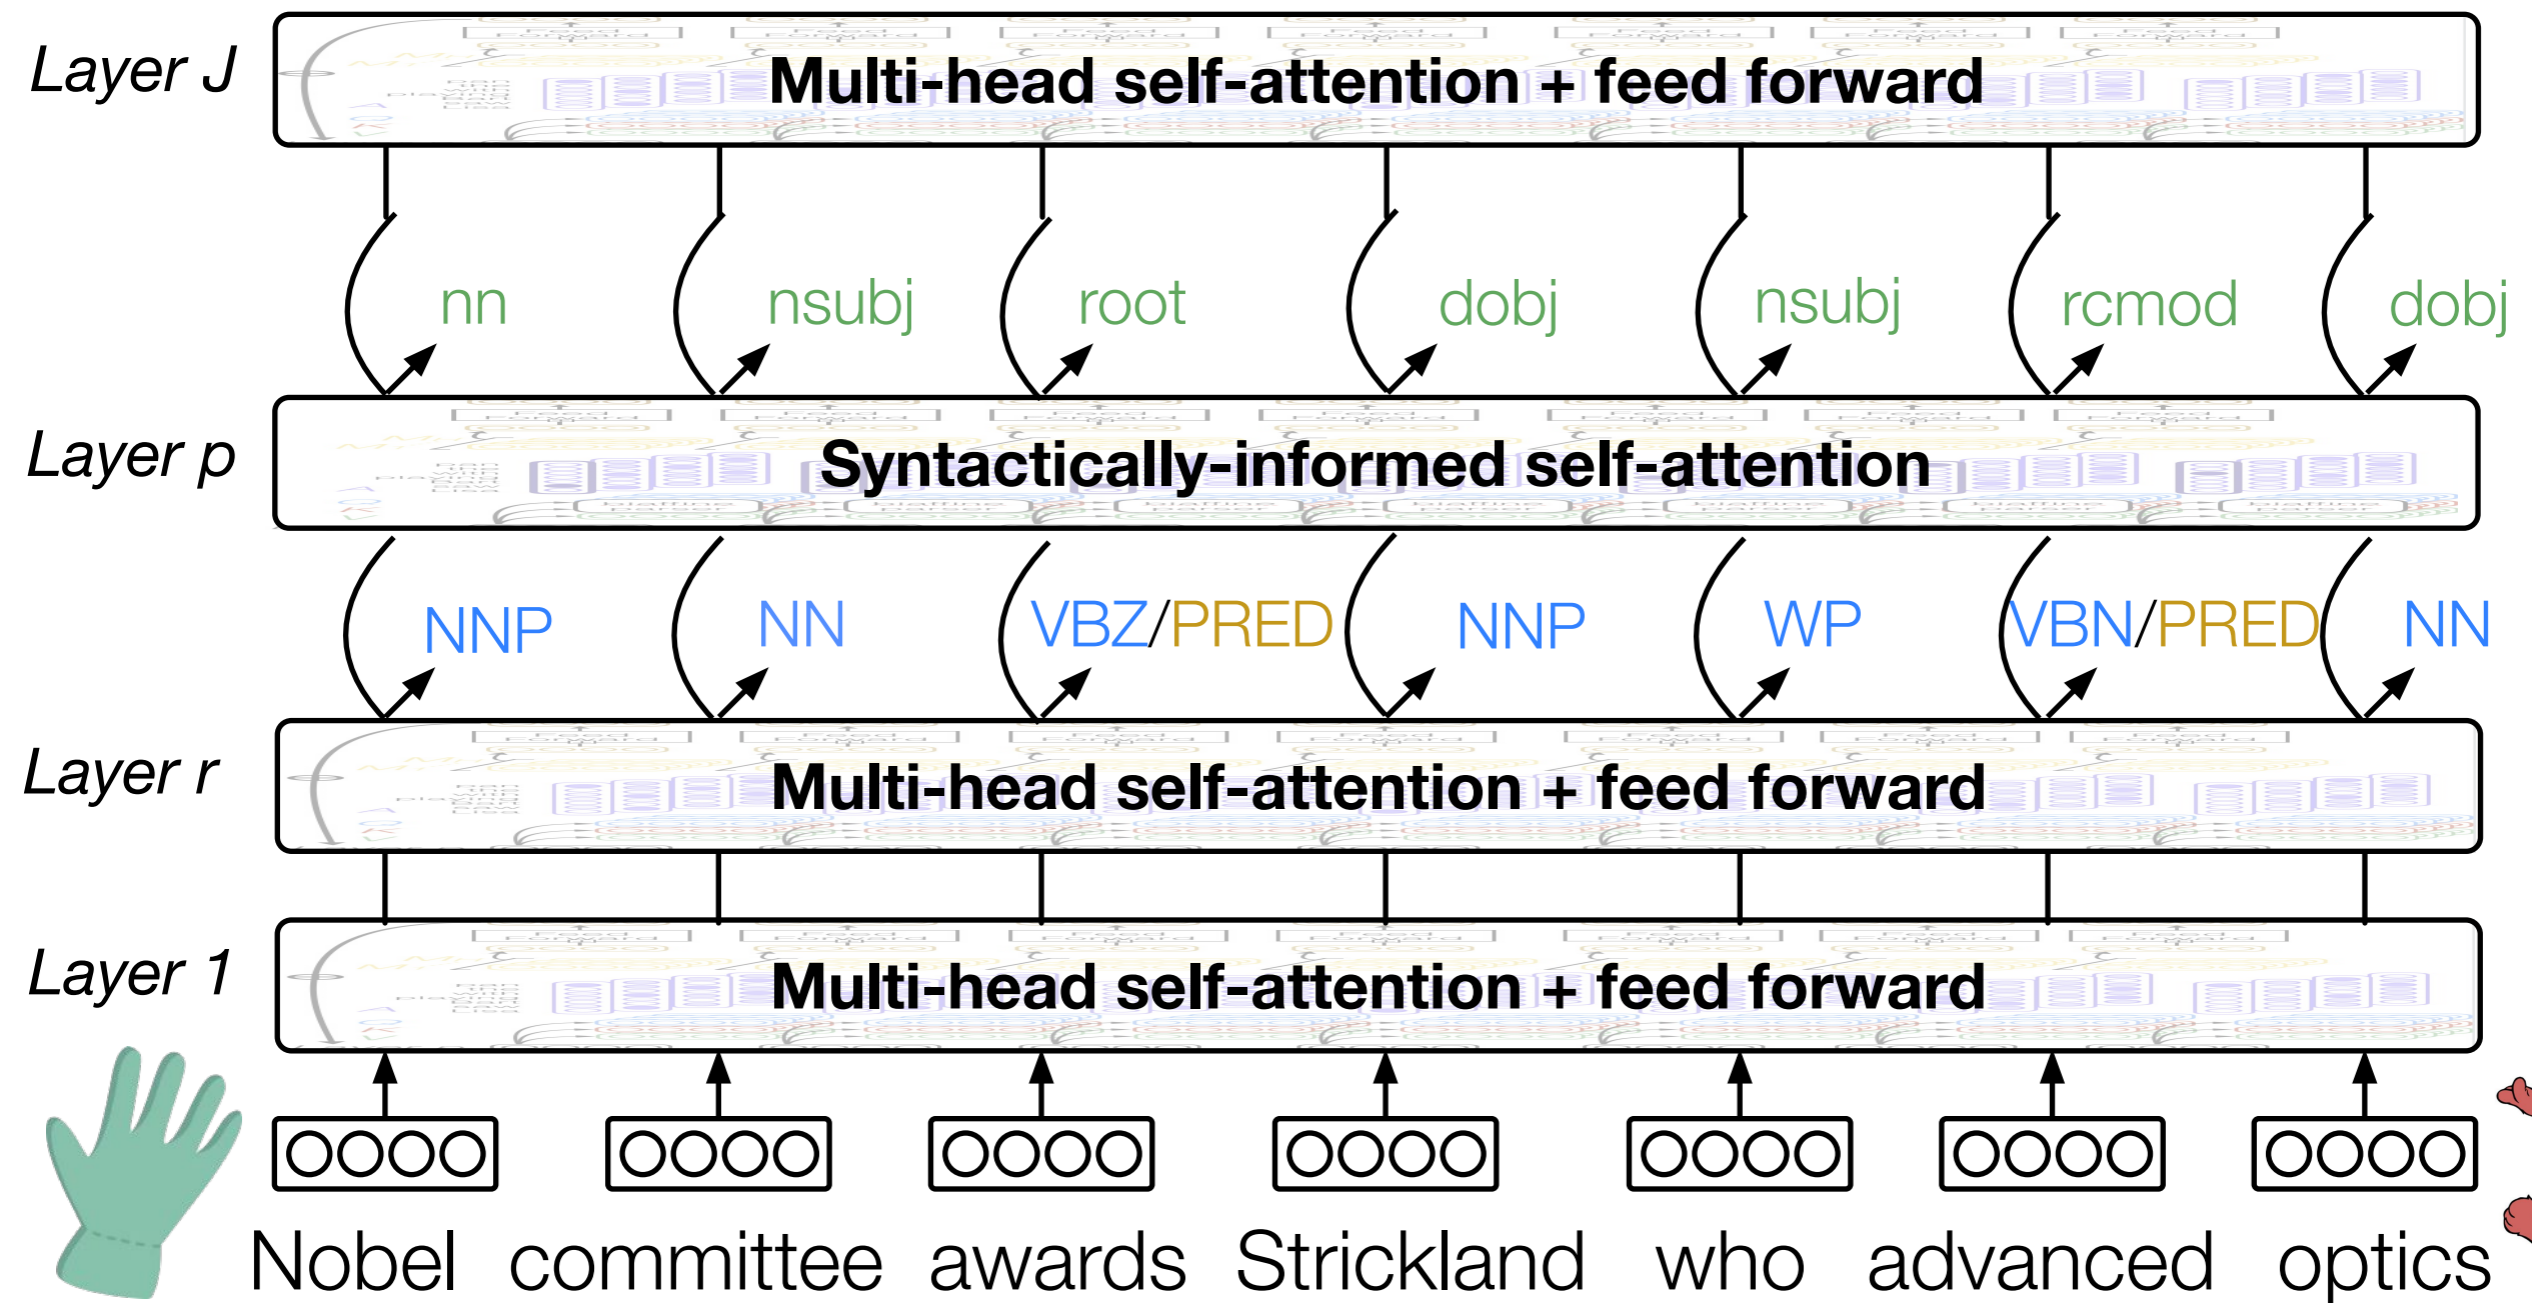 Layer J Multi-head self-attention + feed forward
nn nsubj root dobj nsubj rcmod dobj
Layer p Syntactically-informed self-attention
NNP NN VBZ/PRED NNP WP VBN/PRED NN
Layer r Multi-head self-attention + feed forward
Layer 1 Multi-head self-attention + feed forward
Nobel committee awards Strickland who advanced optics